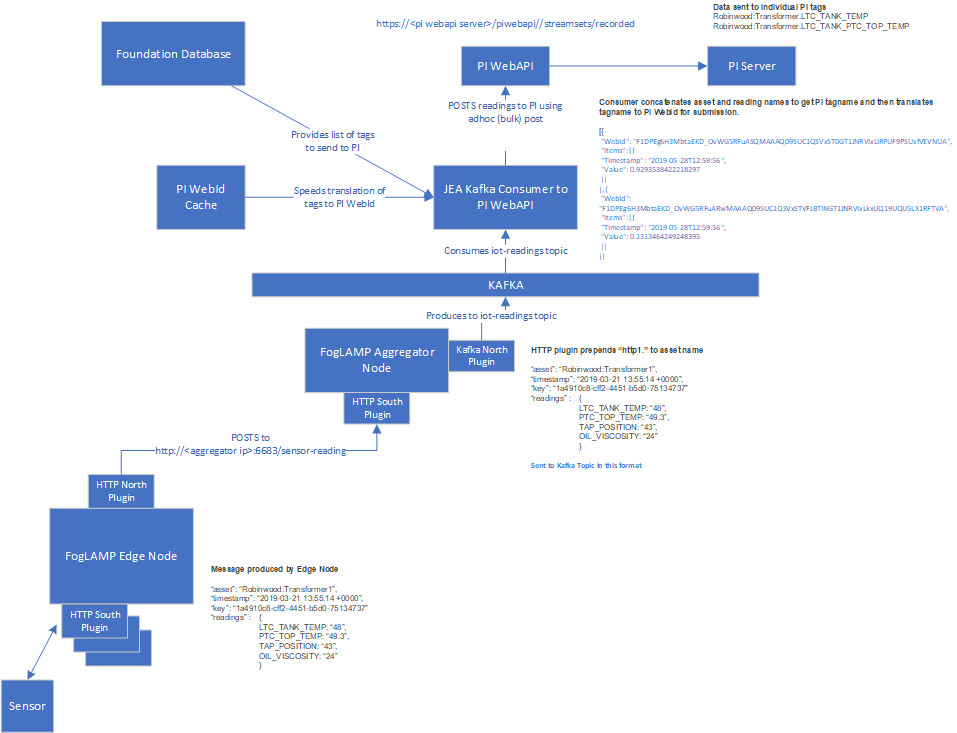 Data sent to individual PI tags
Robinwood:Transformer.LTC_TANK_TEMP
Robinwood:Transformer.LTC_TANK_PTC_TOP_TEMP
https://<pi webapi server>/piwebapi//streamsets/recorded
Foundation Database
PI WebAPI
PI Server
POSTS readings to PI using
adhoc (bulk) post
Consumer concatenates asset and reading names to get PI tagname and then translates
tagname to PI WebId for submission.
Provides list of tags
to send to PI
[{
"Items":[{
"Timestamp": "2019-05-28T12:59:56",
"Value": 0.9293538422218297
}]
}, {
"WebId":
"Items":[{
"Timestamp": "2019-05-28T12:59:56",
"Value": 0.1313464249248395
}]
}]
PI WebId
Cache
Speeds translation of
tags to PI WebId
JEA Kafka Consumer to
PI WebAPI
Consumes iot-readings topic
KAFKA
Produces to iot-readings topic
FogLAMP Aggregator
Node
Kafka North
Plugin
HTTP South
Plugin
HTTP plugin prepends “http1.” to asset name
“asset”: “Robinwood:Transformer1”,
“timestamp”: “2019-03-21 13:55:14 +0000”,
“key”: “1a4910c8-cff2-4451-b5d0-75134737”
“readings” : {
LTC_TANK_TEMP: “48”,
PTC_TOP_TEMP: “49.3”,
TAP_POSITION: “43”,
OIL_VISCOSITY: “24”
}
Sent to Kafka Topic in this format
POSTS to
http://<aggregator ip>:6683/sensor-reading
HTTP North
Plugin
FogLAMP Edge Node
HTTP South
Plugin
Message produced by Edge Node
“asset”: “Robinwood:Transformer1”,
“timestamp”: “2019-03-21 13:55:14 +0000”,
“key”: “1a4910c8-cff2-4451-b5d0-75134737”
“readings” : {
LTC_TANK_TEMP: “48”,
PTC_TOP_TEMP: “49.3”,
TAP_POSITION: “43”,
OIL_VISCOSITY: “24”
}
Sensor